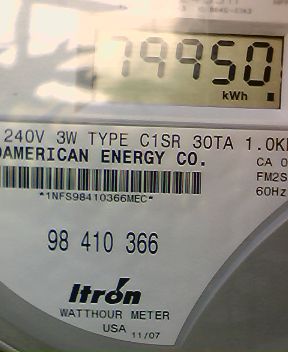 79950
kWh
240V 3W TYPE C1SR 30TA 1.0K
AMERICAN ENERGY CO.
CA 0
FM2S
60Hz
*1NFS98410366MEC*
98 410 366
Itron
WATTHOUR METER
USA 11/07